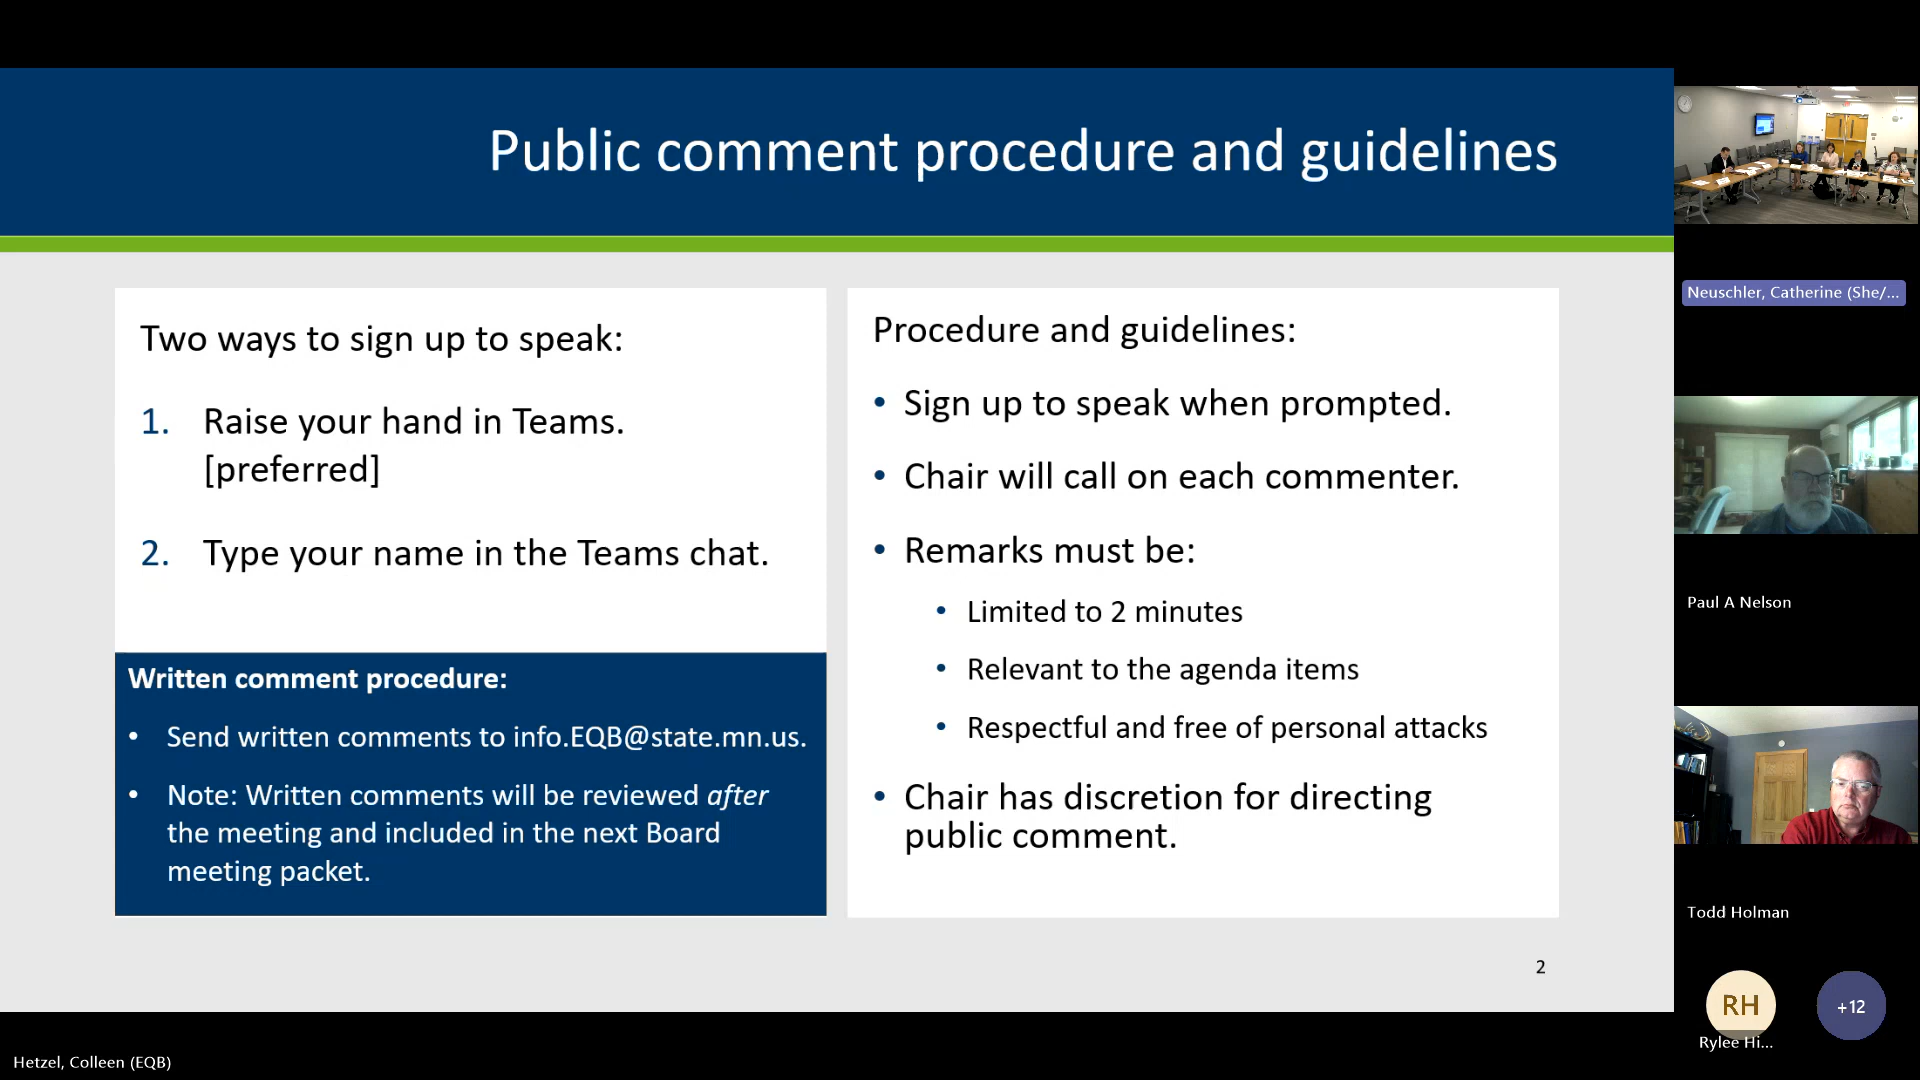 Public comment procedure and guidelines
Two ways to sign up to speak:
1. Raise your hand in Teams.
[preferred]
2. Type your name in the Teams chat.
Written comment procedure:
• Send written comments to info.EQB@state.mn.us.
• Note: Written comments will be reviewed after
the meeting and included in the next Board
meeting packet.
Procedure and guidelines:
• Sign up to speak when prompted.
• Chair will call on each commenter.
• Remarks must be:
• Limited to 2 minutes
• Relevant to the agenda items
• Respectful and free of personal attacks
• Chair has discretion for directing
public comment.
2
Neuschler, Catherine (She/...
Paul A Nelson
Todd Holman
RH
+12
Rylee Hi...
Hetzel, Colleen (EQB)